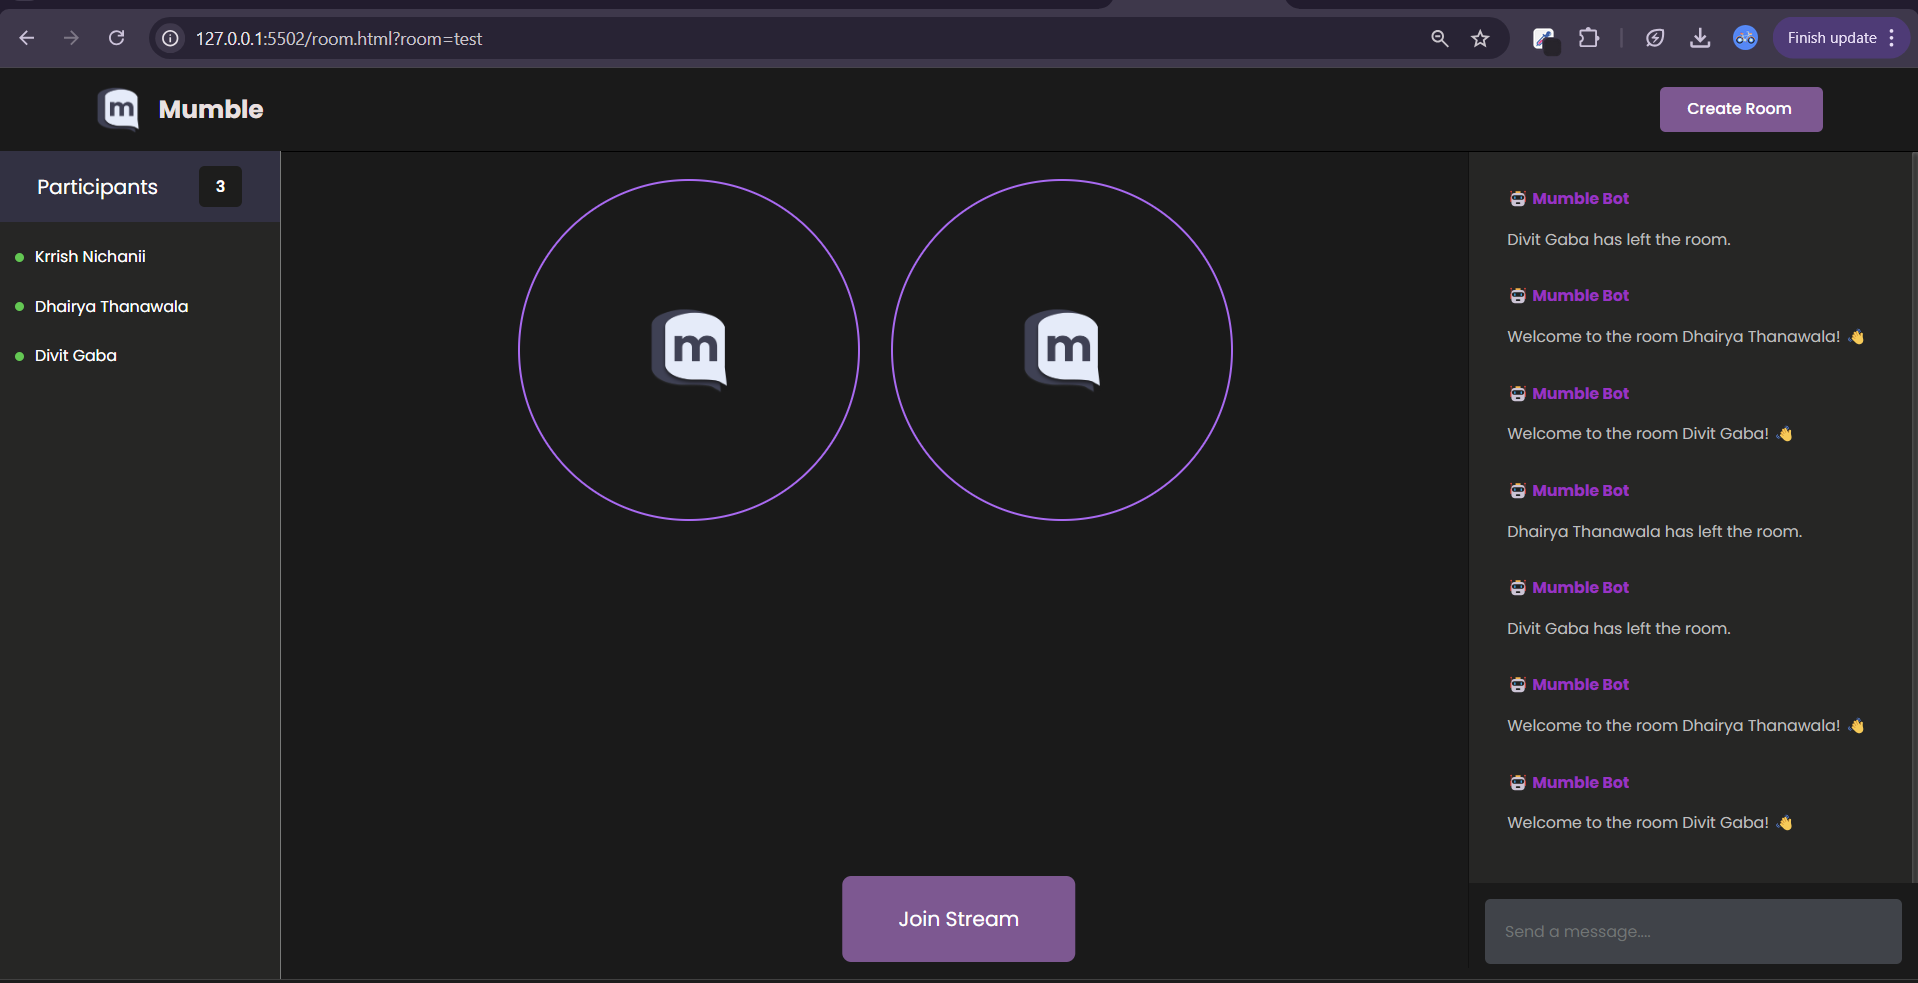 127.0.0.1:5502/room.html?room=test
Finish update
m
Mumble
Create Room
Participants
3
Krrish Nichanii
Dhairya Thanawala
Divit Gaba
m
m
Join Stream
Mumble Bot
Divit Gaba has left the room.
Mumble Bot
Welcome to the room Dhairya Thanawala! 👋
Mumble Bot
Welcome to the room Divit Gaba! 👋
Mumble Bot
Dhairya Thanawala has left the room.
Mumble Bot
Divit Gaba has left the room.
Mumble Bot
Welcome to the room Dhairya Thanawala! 👋
Mumble Bot
Welcome to the room Divit Gaba! 👋
Send a message....